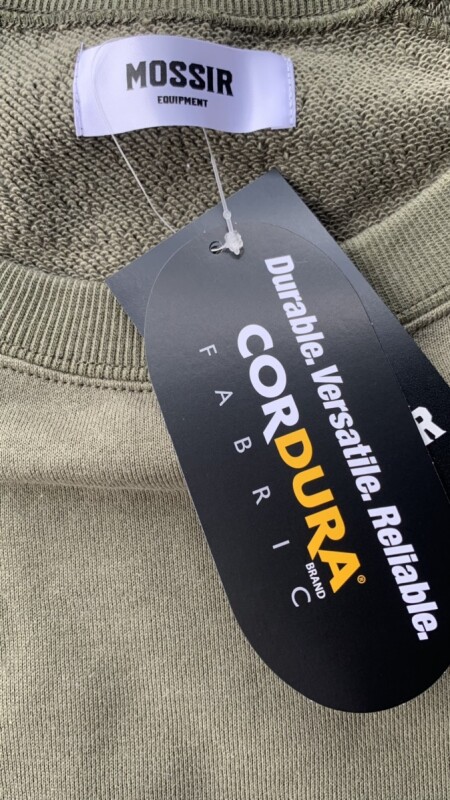 MOSSIR
EQUIPMENT
Durable. Versatile. Reliable.
CORDURA®
BRAND
FABRIC